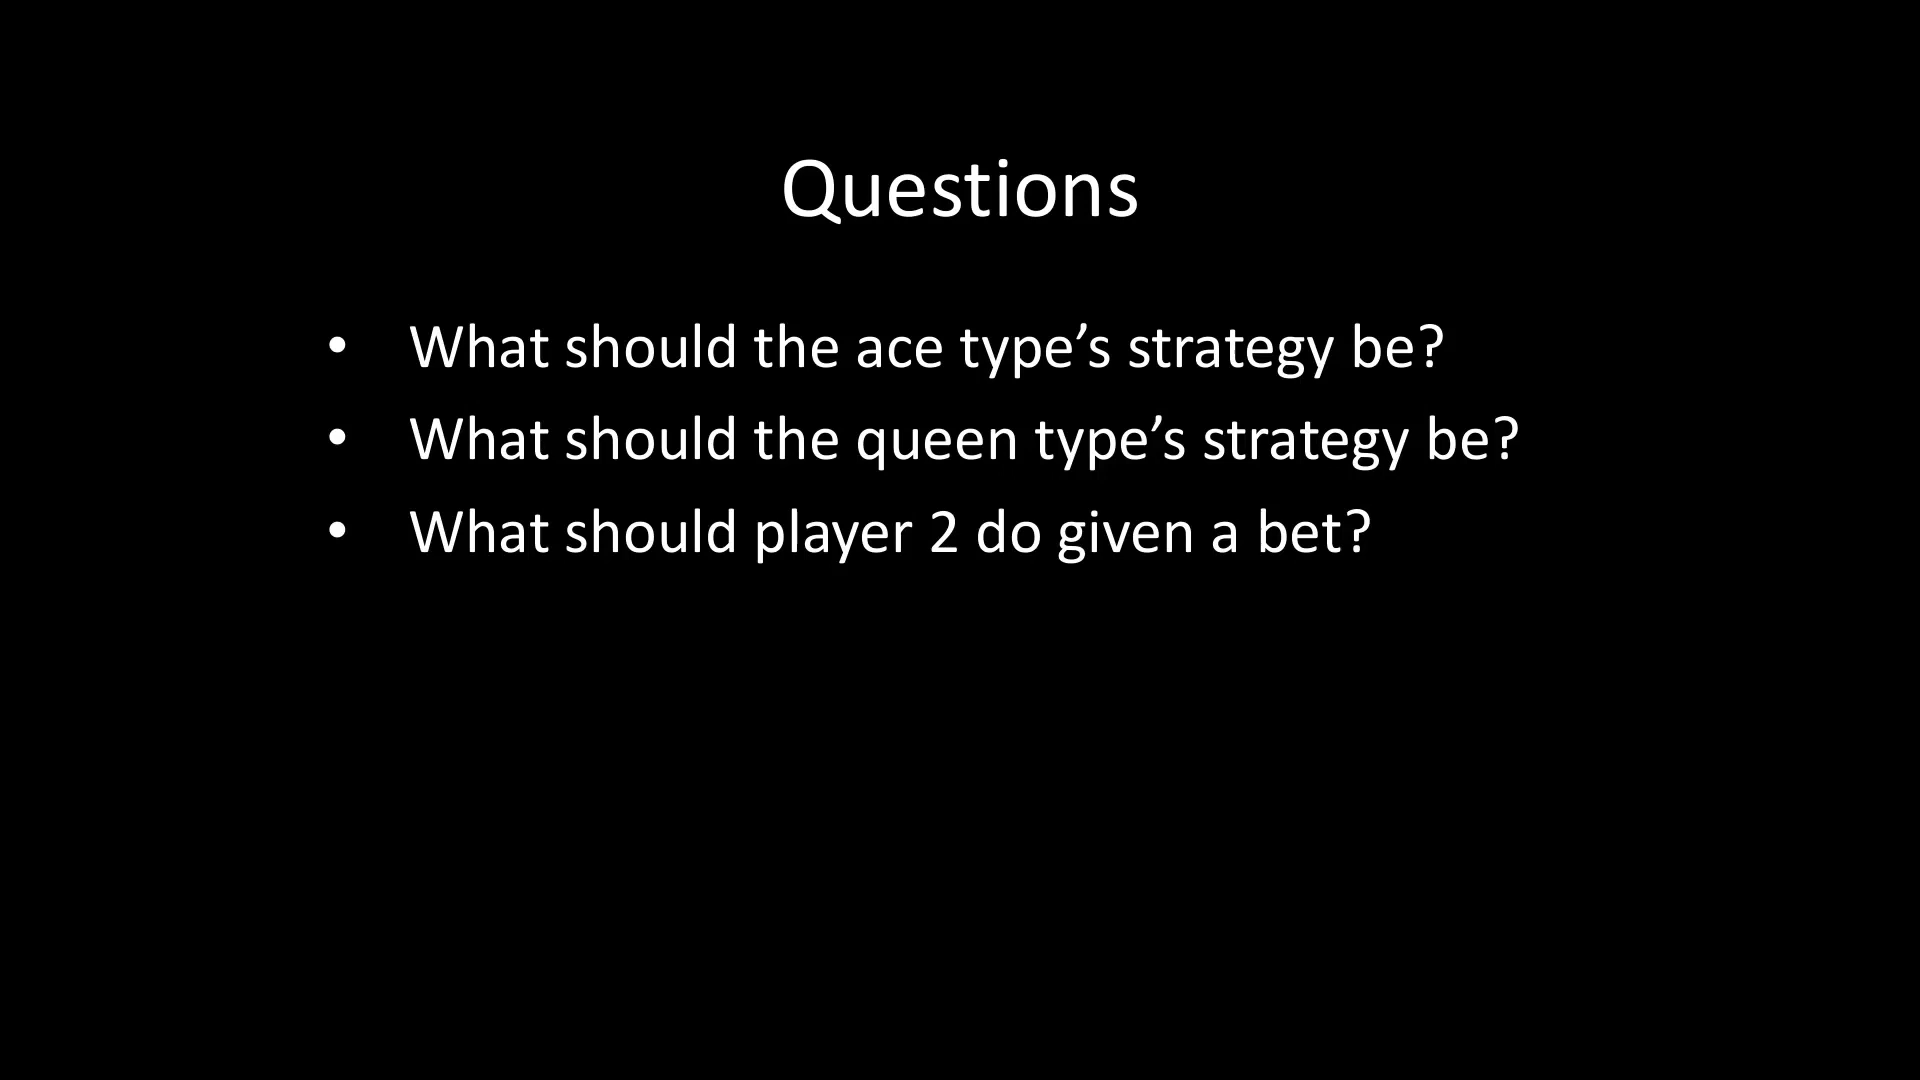 Questions
• What should the ace type’s strategy be?
• What should the queen type’s strategy be?
• What should player 2 do given a bet?